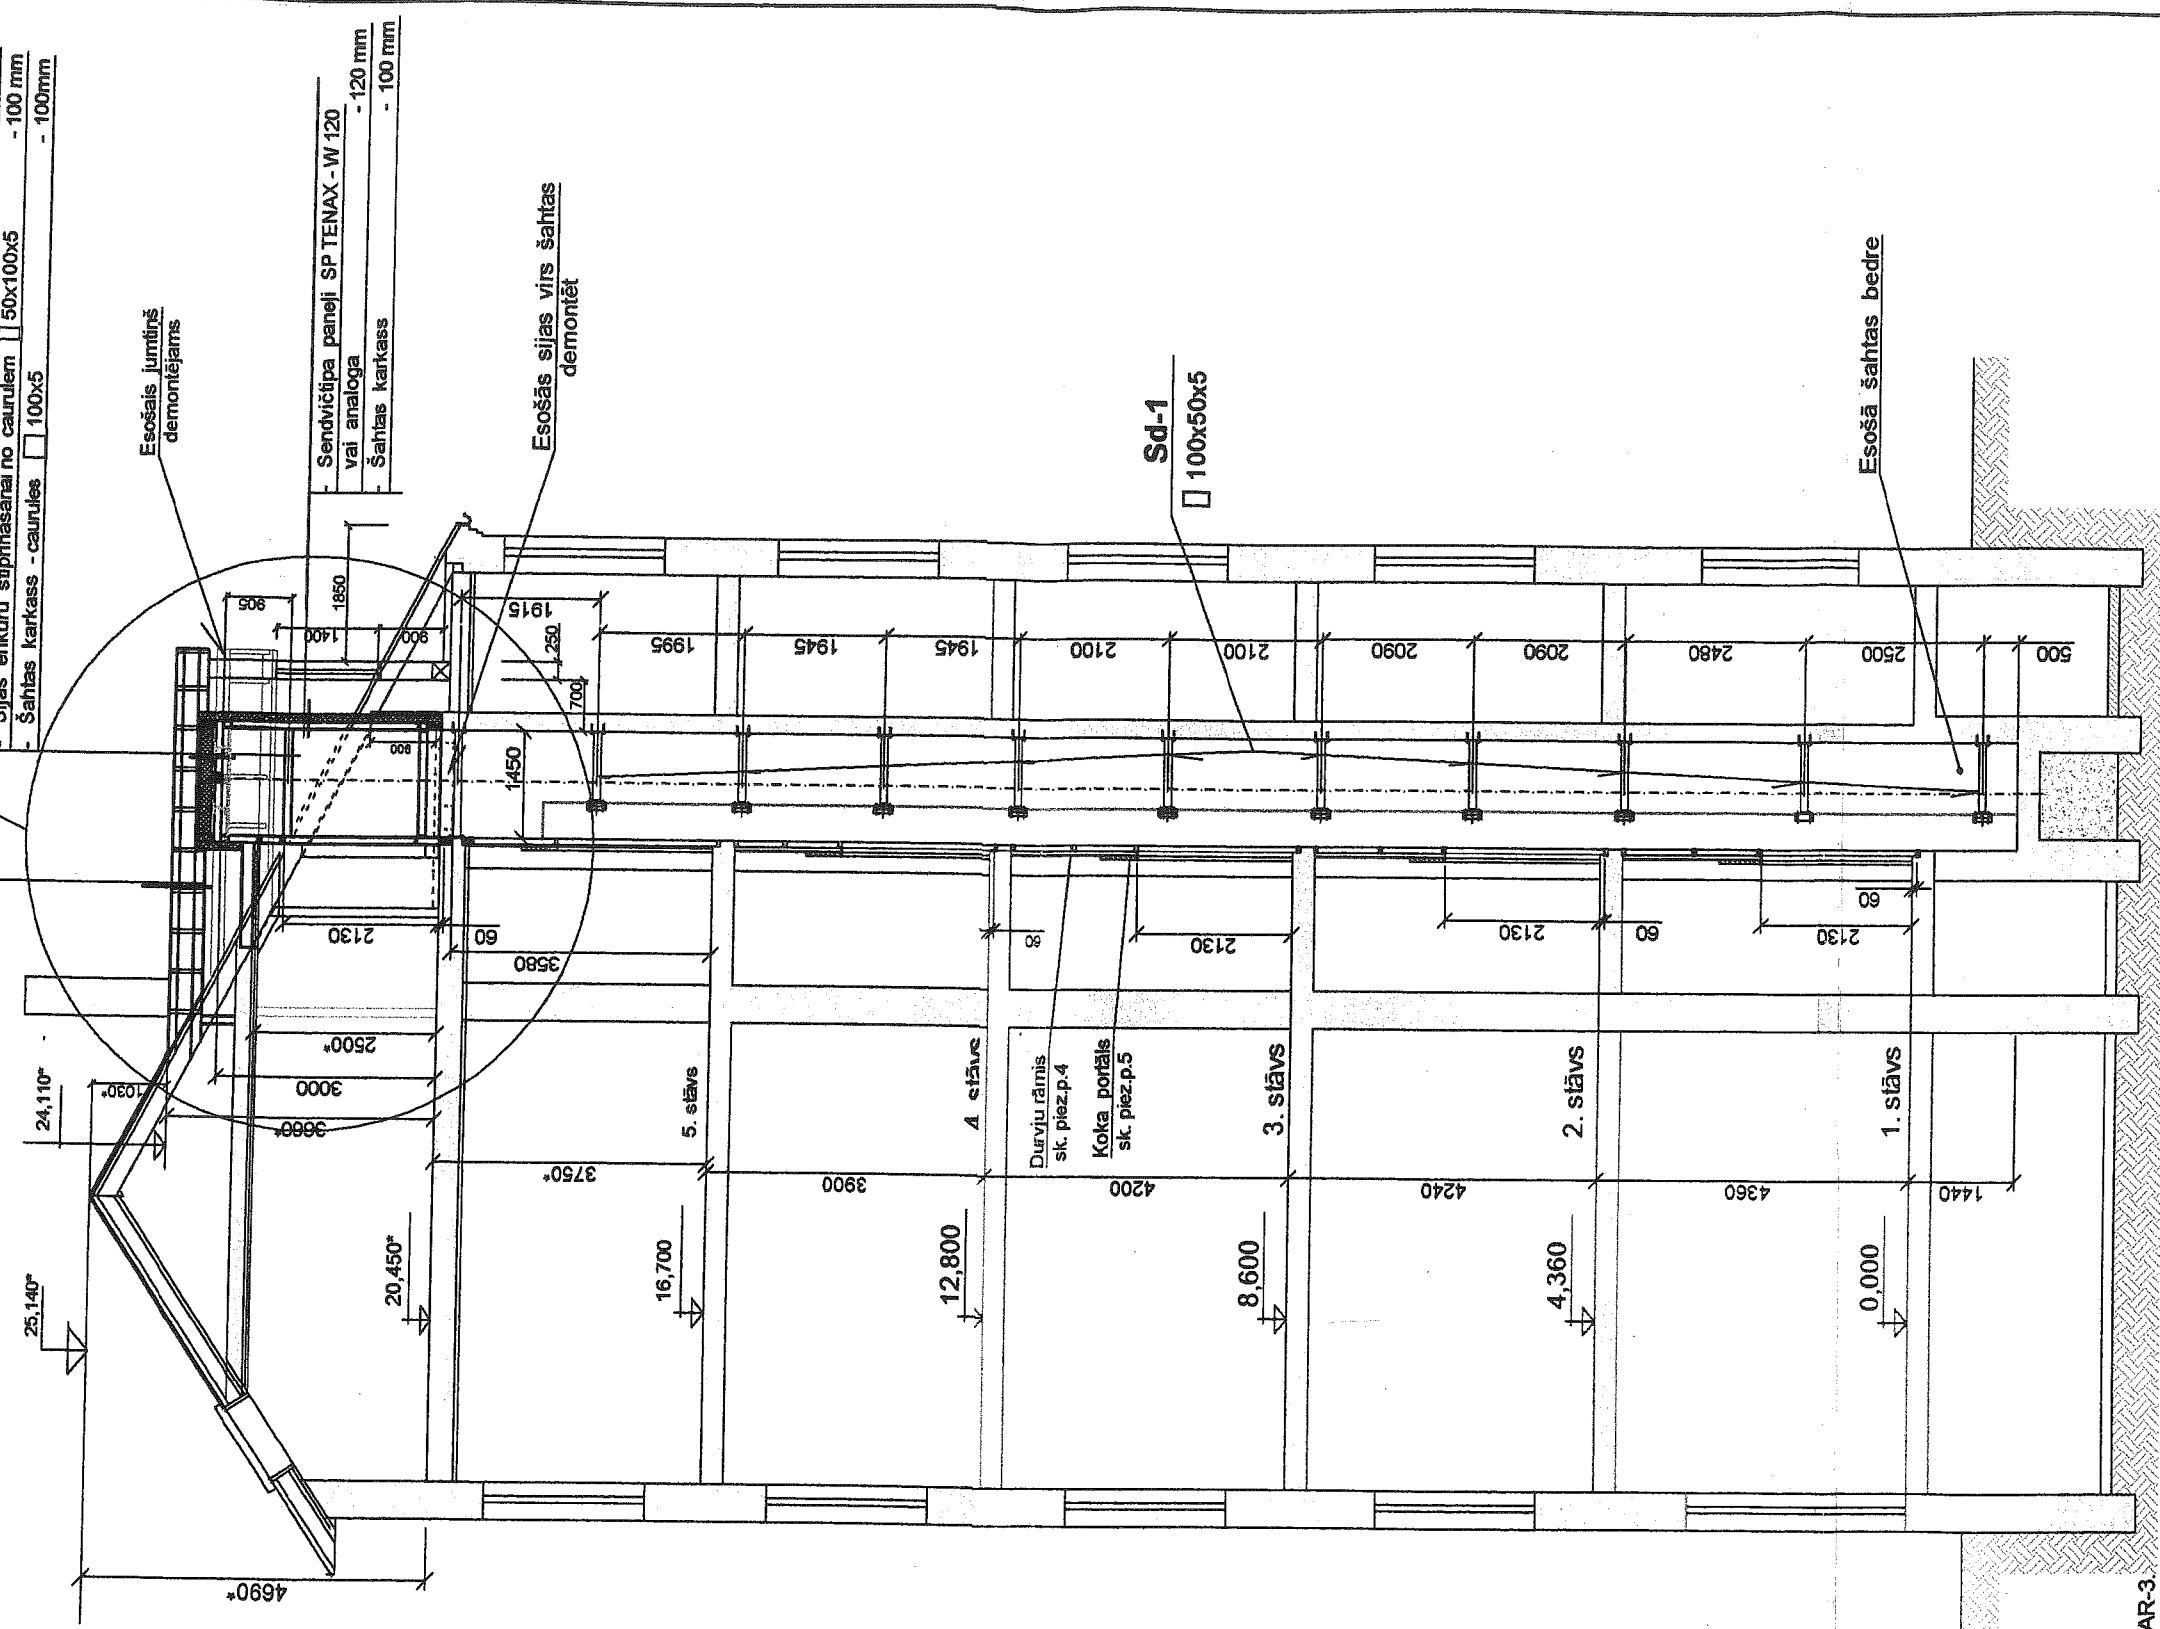 Sijas enkuru stiprināšanai no caurulēm 50x100x5 - 100 mm
Šahtas karkass - caurules 100x5 - 100mm
Esošais jumtiņš
demontējams
- Sendvičtipa paneļi SP TENAX - W 120
vai analoga - 120 mm
- Šahtas karkass - 100 mm
Esošās sijas virs šahtas
demontēt
Sd-1
100x50x5
Esošā šahtas bedre
905
1850
1400
900
1915
250
700
900
1450
1995
1945
1945
2100
2100
2090
2090
2480
2500
500
2130
60
3580
60
2130
2130
60
2130
60
2500*
3000
3660*
1030*
24,110*
25,140*
5. stāvs
4. stāvs
Durvju rāmis
sk. piez.p.4
Koka portāls
sk. piez.p.5
3. stāvs
2. stāvs
1. stāvs
3750*
3900
4200
4240
4360
1440
20,450*
16,700
12,800
8,600
4,360
0,000
4690*
AR-3.